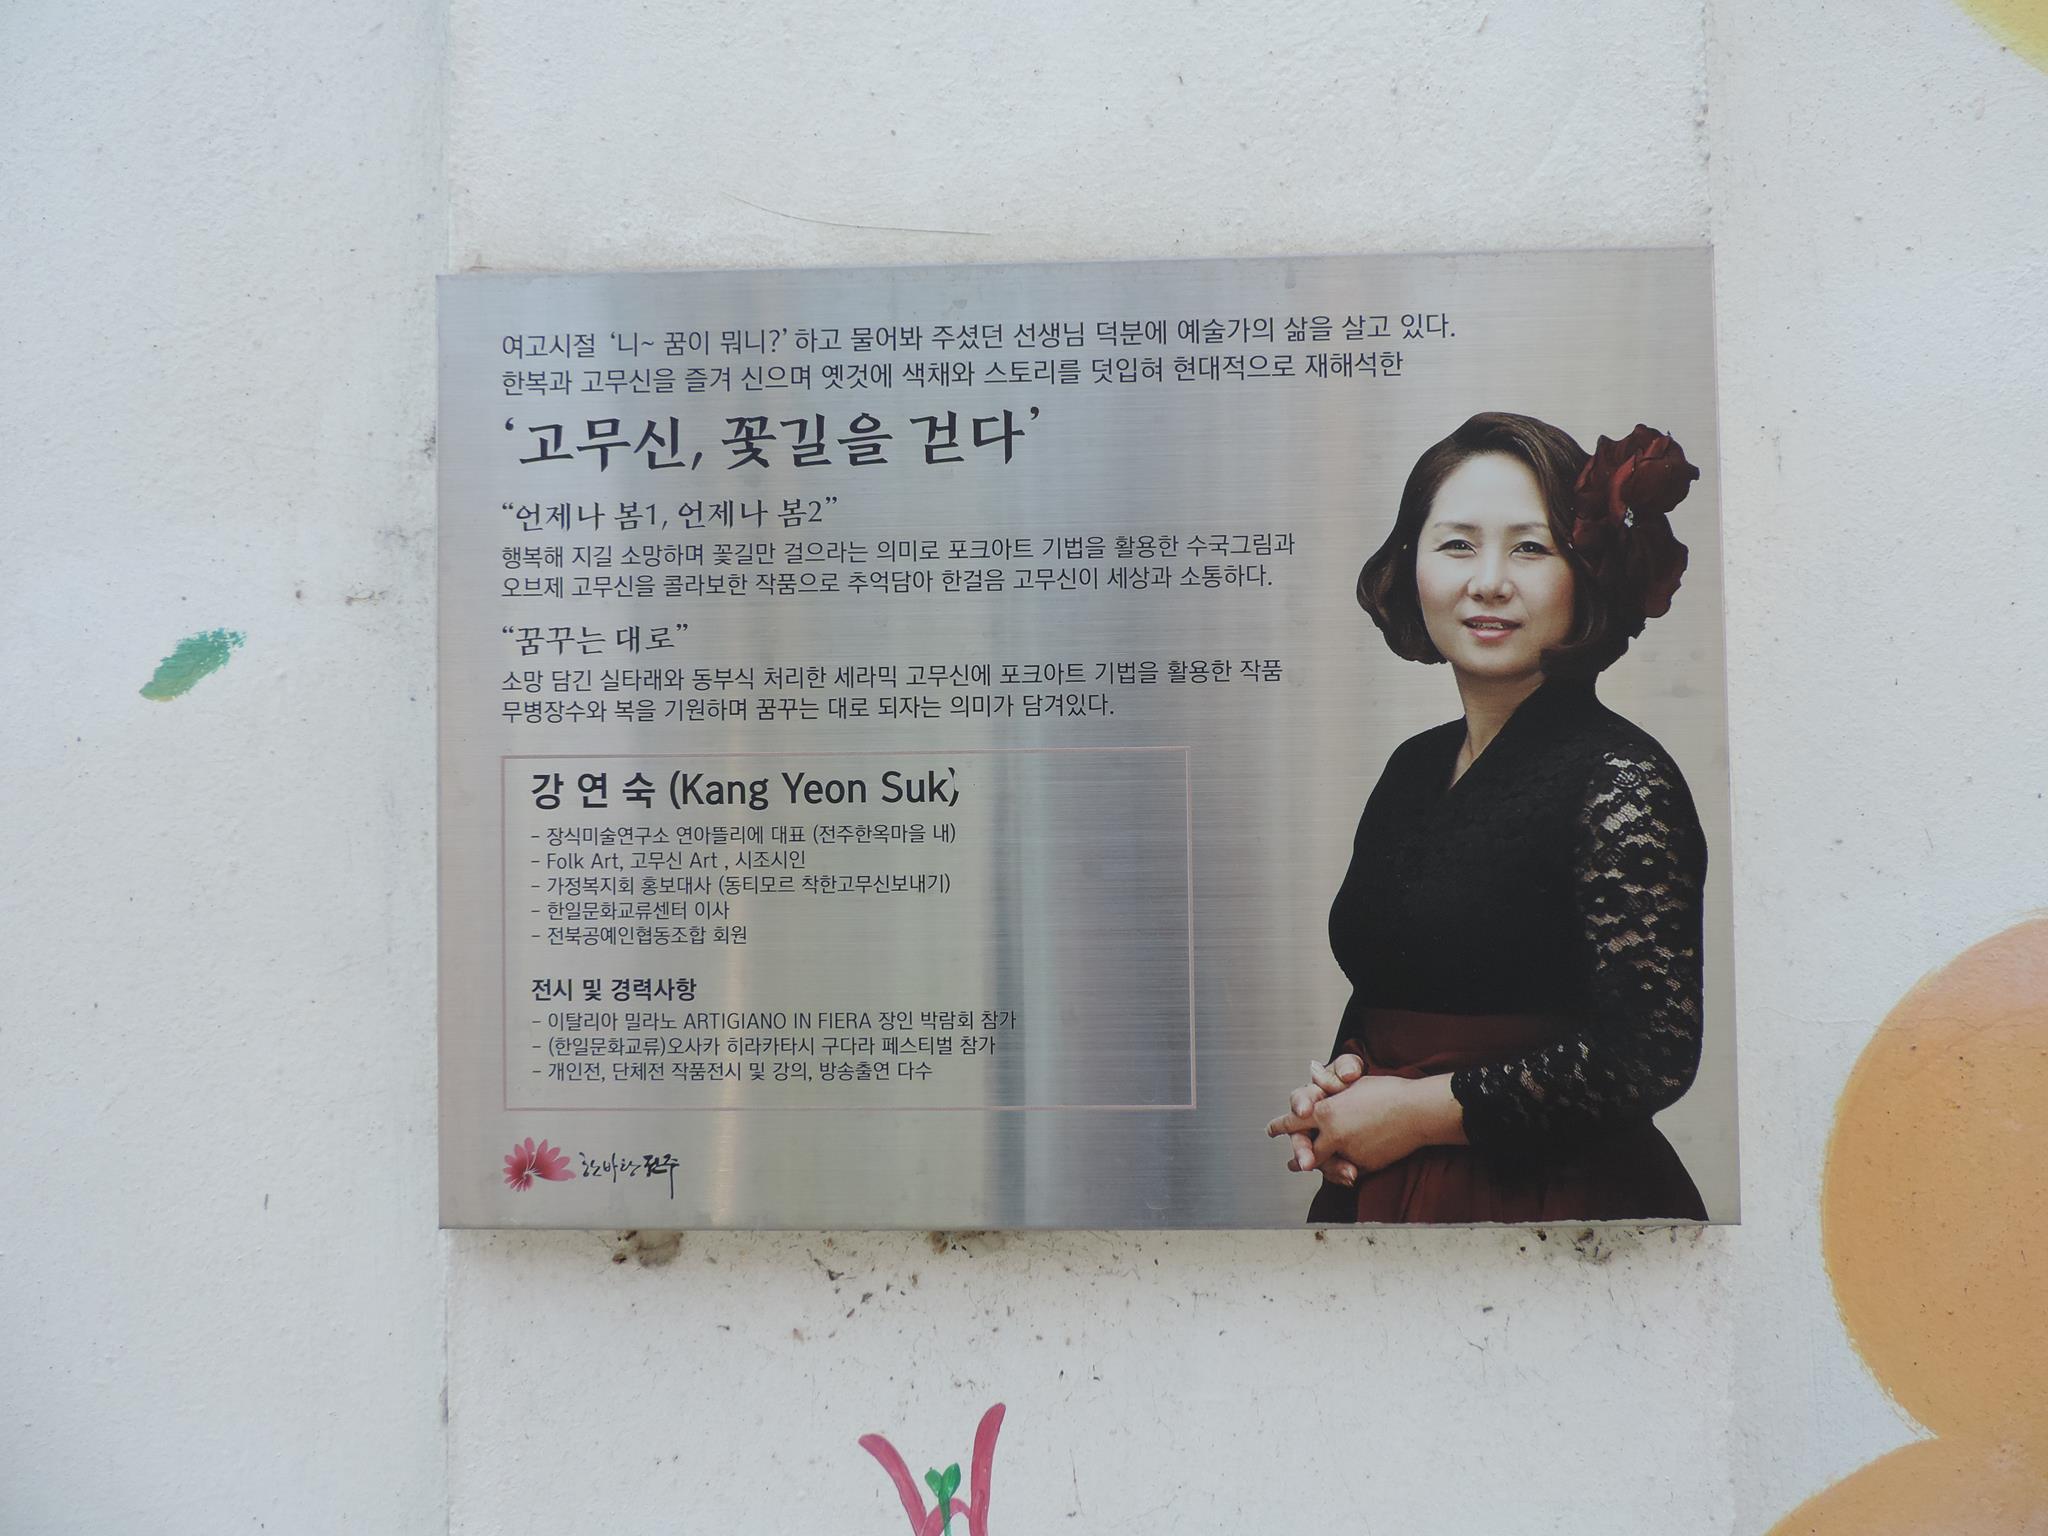 여고시절 ‘니~ 꿈이 뭐니?’ 하고 물어봐 주셨던 선생님 덕분에 예술가의 삶을 살고 있다.
한복과 고무신을 즐겨 신으며 옛것에 색채와 스토리를 덧입혀 현대적으로 재해석한
‘고무신, 꽃길을 걷다’
“언제나 봄1, 언제나 봄2”
행복해 지길 소망하며 꽃길만 걸으라는 의미로 포크아트 기법을 활용한 수국그림과
오브제 고무신을 콜라보한 작품으로 추억담아 한걸음 고무신이 세상과 소통하다.
“꿈꾸는 대로”
소망 담긴 실타래와 동부식 처리한 세라믹 고무신에 포크아트 기법을 활용한 작품
무병장수와 복을 기원하며 꿈꾸는 대로 되자는 의미가 담겨있다.
강 연 숙 (Kang Yeon Suk)
- 장식미술연구소 연아뜰리에 대표 (전주한옥마을 내)
- Folk Art, 고무신 Art , 시조시인
- 가정복지회 홍보대사 (동티모르 착한고무신보내기)
- 한일문화교류센터 이사
- 전북공예인협동조합 회원
전시 및 경력사항
- 이탈리아 밀라노 ARTIGIANO IN FIERA 장인 박람회 참가
- (한일문화교류)오사카 히라카타시 구다라 페스티벌 참가
- 개인전, 단체전 작품전시 및 강의, 방송출연 다수
한바탕 전주